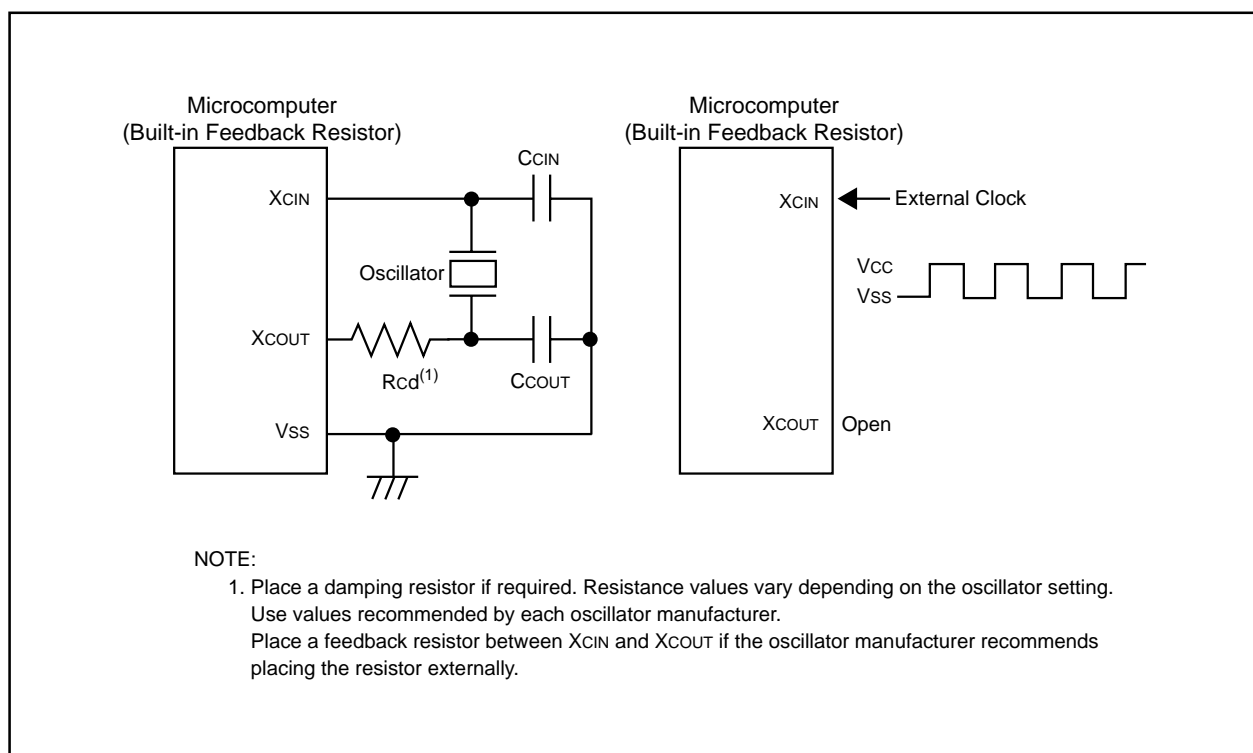 Microcomputer
(Built-in Feedback Resistor)
XCIN
CCIN
Oscillator
XCOUT
RCd(1)
CCOUT
VSS
Microcomputer
(Built-in Feedback Resistor)
XCIN
External Clock
VCC
VSS
XCOUT
Open
NOTE:
1. Place a damping resistor if required. Resistance values vary depending on the oscillator setting.
Use values recommended by each oscillator manufacturer.
Place a feedback resistor between XCIN and XCOUT if the oscillator manufacturer recommends
placing the resistor externally.